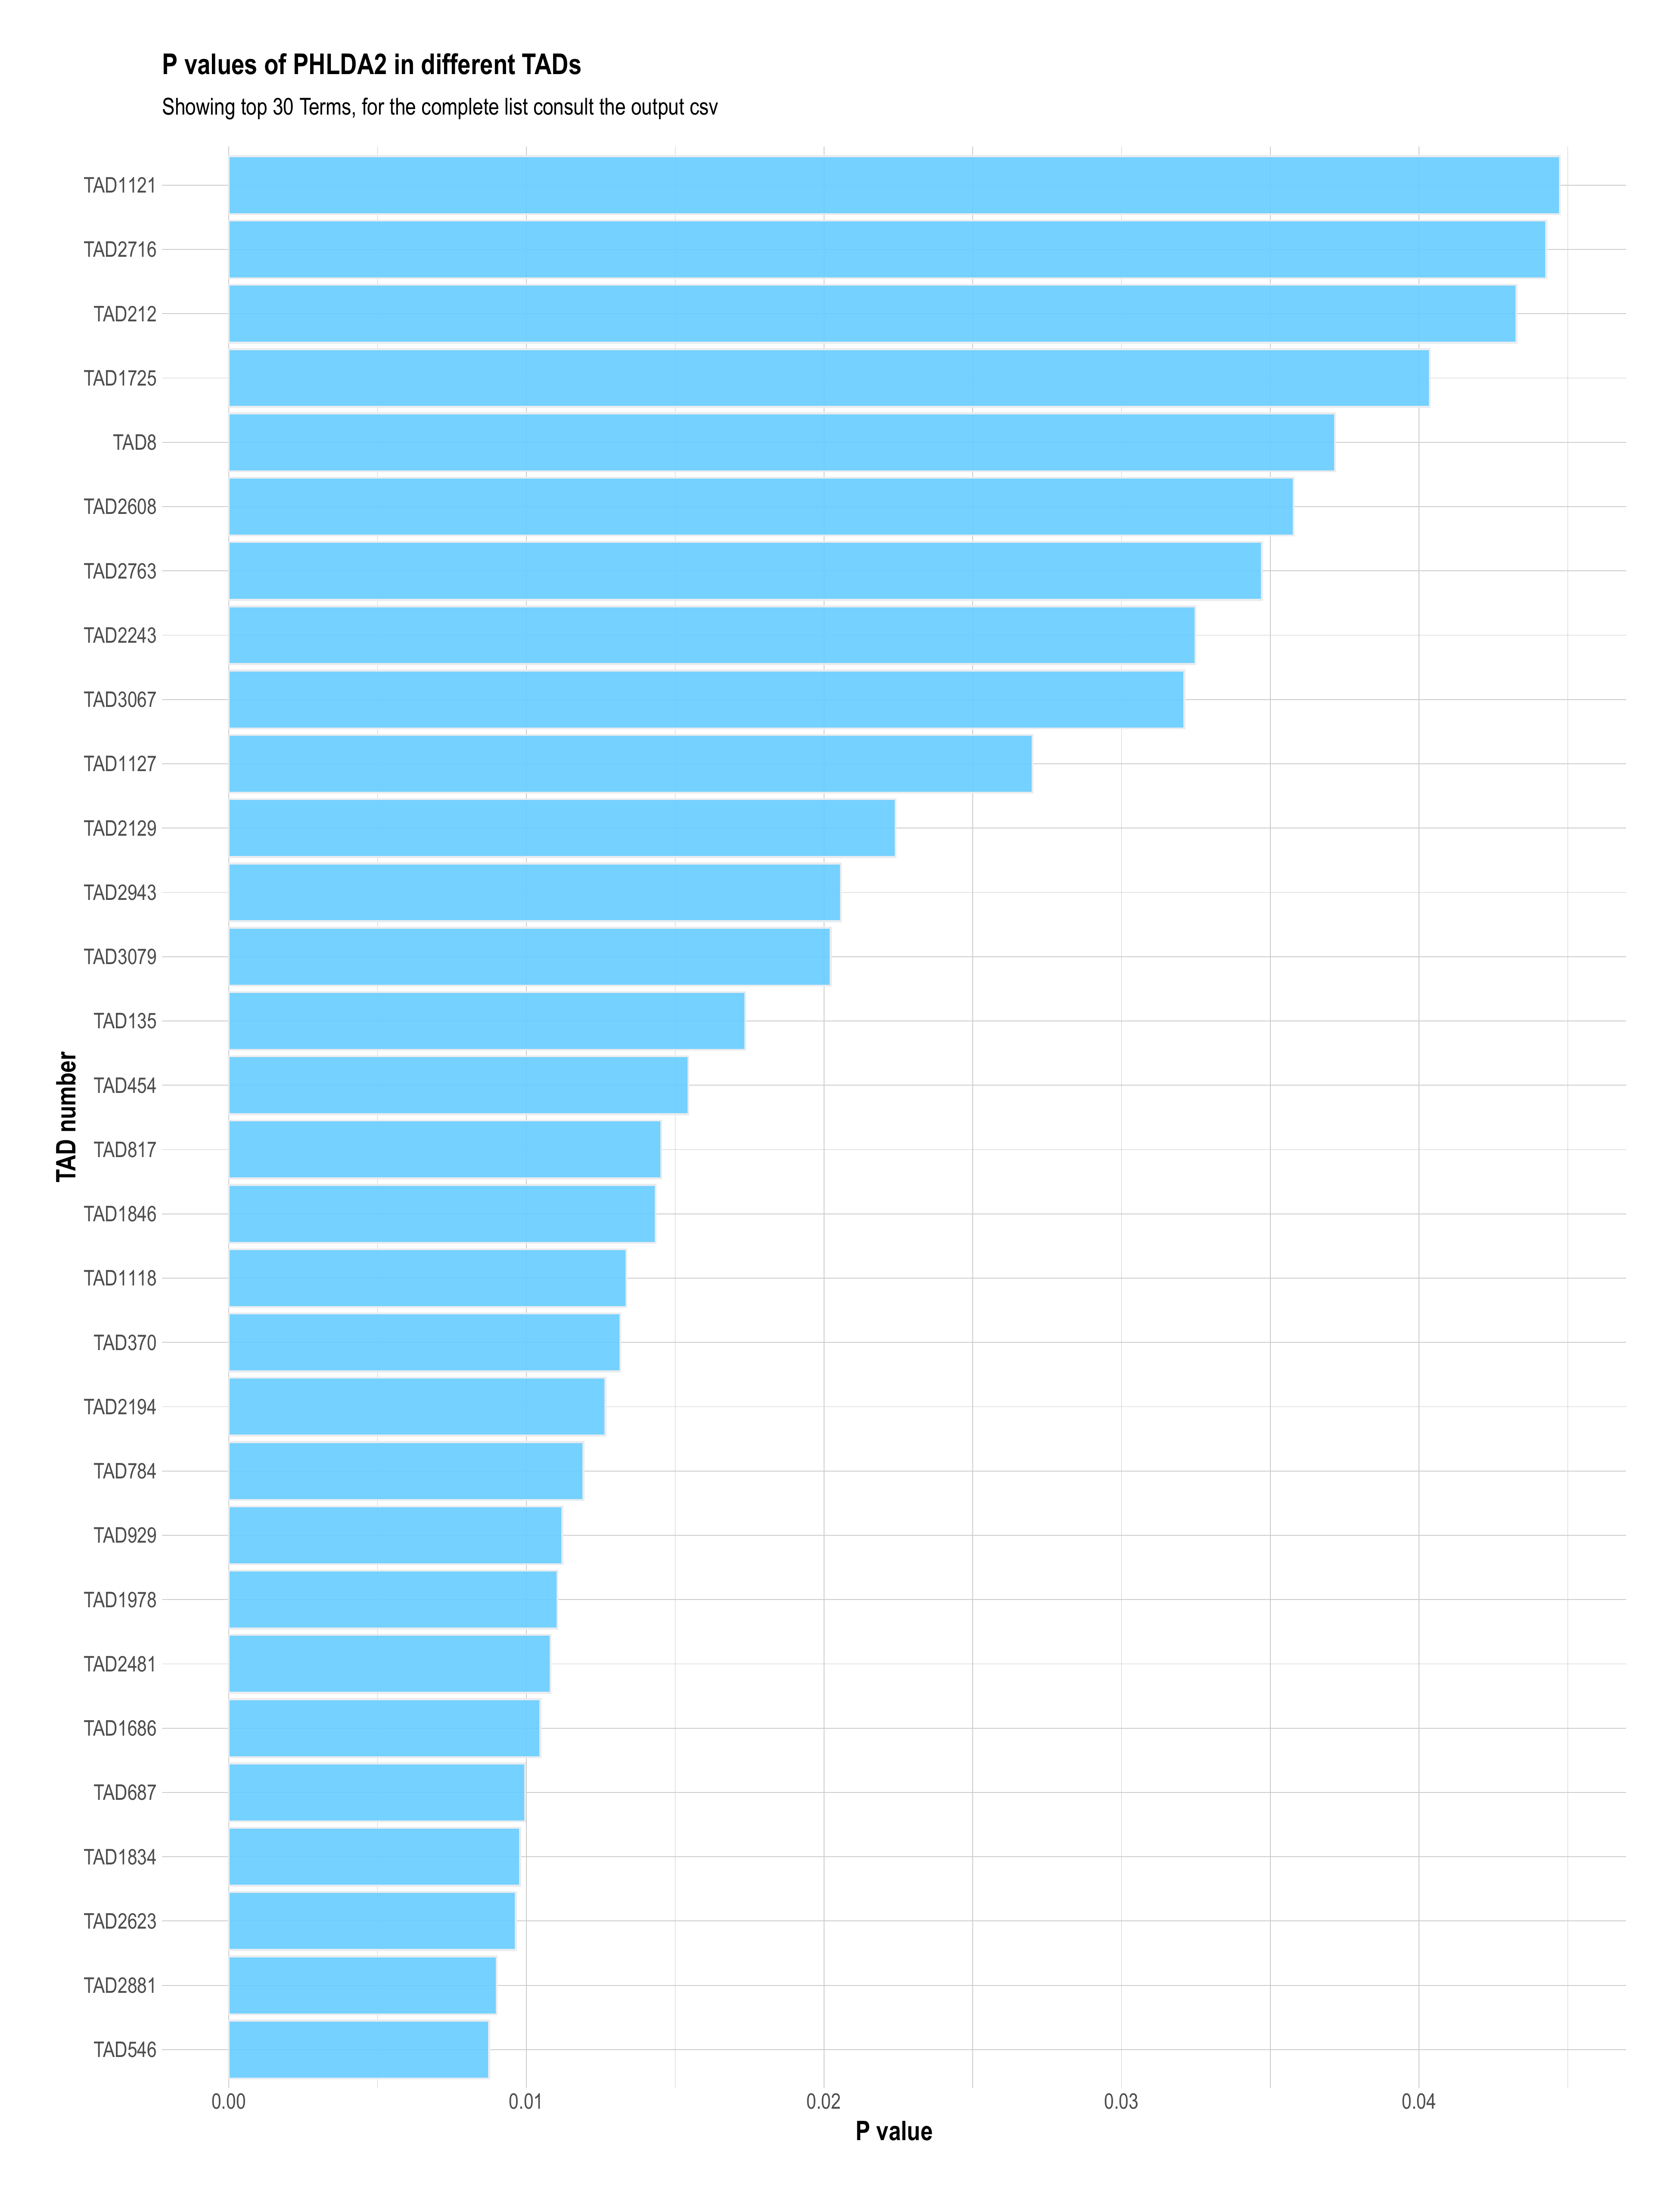 P values of PHLDA2 in different TADs
Showing top 30 Terms, for the complete list consult the output csv
TAD number
TAD1121
TAD2716
TAD212
TAD1725
TAD8
TAD2608
TAD2763
TAD2243
TAD3067
TAD1127
TAD2129
TAD2943
TAD3079
TAD135
TAD454
TAD817
TAD1846
TAD1118
TAD370
TAD2194
TAD784
TAD929
TAD1978
TAD2481
TAD1686
TAD687
TAD1834
TAD2623
TAD2881
TAD546
0.00 0.01 0.02 0.03 0.04
P value